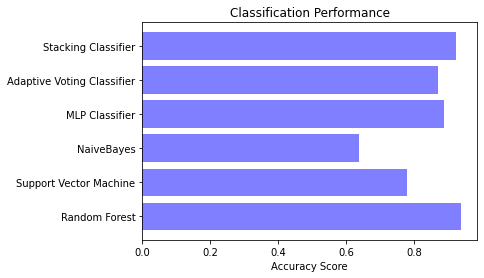 Classification Performance
Stacking Classifier
Adaptive Voting Classifier
MLP Classifier
NaiveBayes
Support Vector Machine
Random Forest
0.0 0.2 0.4 0.6 0.8
Accuracy Score